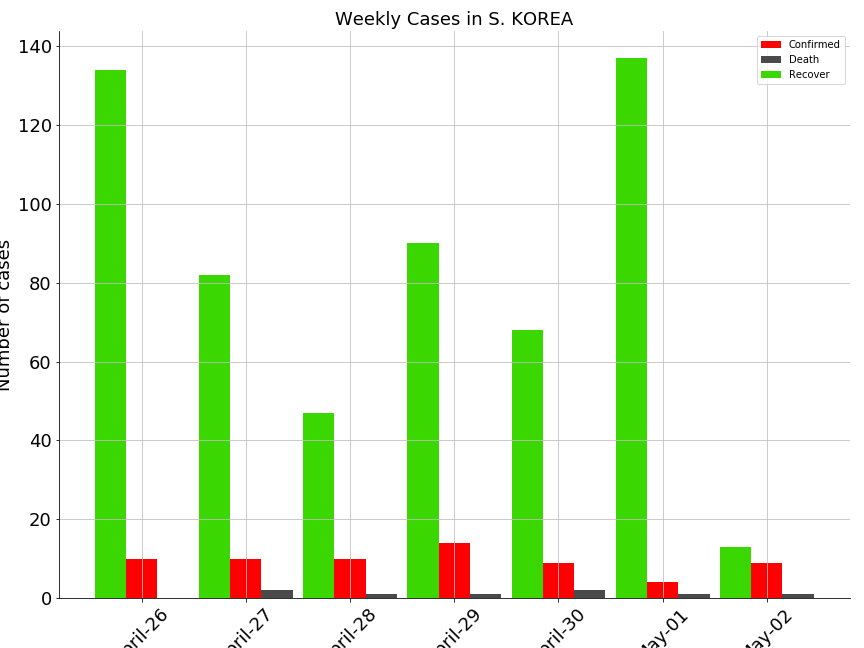 Weekly Cases in S. KOREA
Confirmed
Death
Recover
140
120
100
80
60
40
20
0
Number of cases
pril-26
pril-27
pril-28
pril-29
pril-30
May-01
May-02